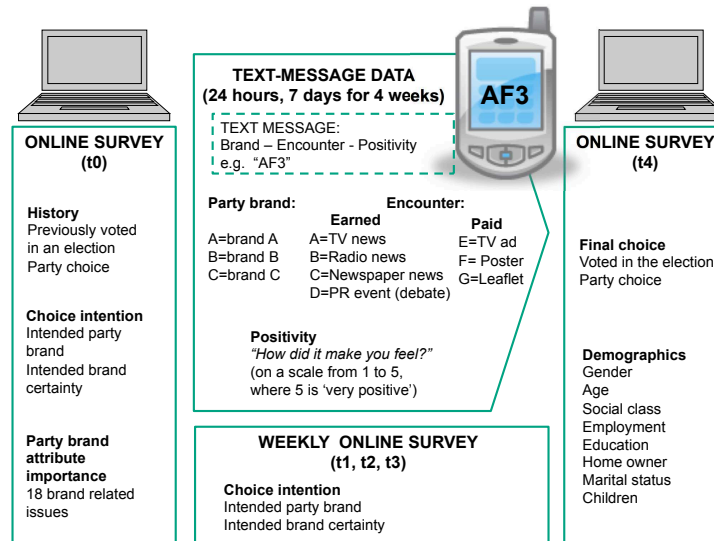 ONLINE SURVEY
(t0)
History
Previously voted
in an election
Party choice
Choice intention
Intended party
brand
Intended brand
certainty
Party brand
attribute
importance
18 brand related
issues
TEXT-MESSAGE DATA
(24 hours, 7 days for 4 weeks)
AF3
TEXT MESSAGE:
Brand – Encounter - Positivity
e.g. “AF3”
Party brand:
A=brand A
B=brand B
C=brand C
Encounter:
Earned
A=TV news
B=Radio news
C=Newspaper news
D=PR event (debate)
Paid
E=TV ad
F= Poster
G=Leaflet
Positivity
“How did it make you feel?”
(on a scale from 1 to 5,
where 5 is ‘very positive’)
WEEKLY ONLINE SURVEY
(t1, t2, t3)
Choice intention
Intended party brand
Intended brand certainty
ONLINE SURVEY
(t4)
Final choice
Voted in the election
Party choice
Demographics
Gender
Age
Social class
Employment
Education
Home owner
Marital status
Children